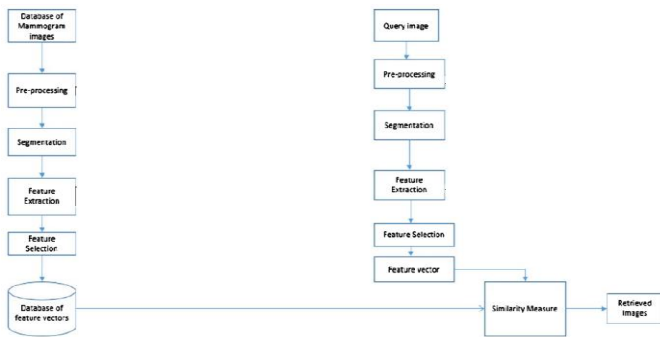 Database of
Mammogram
images
Pre-processing
Segmentation
Feature
Extraction
Feature
Selection
Database of
feature vectors
Query image
Pre-processing
Segmentation
Feature
Extraction
Feature Selection
Feature vector
Similarity Measure
Retrieved
Images